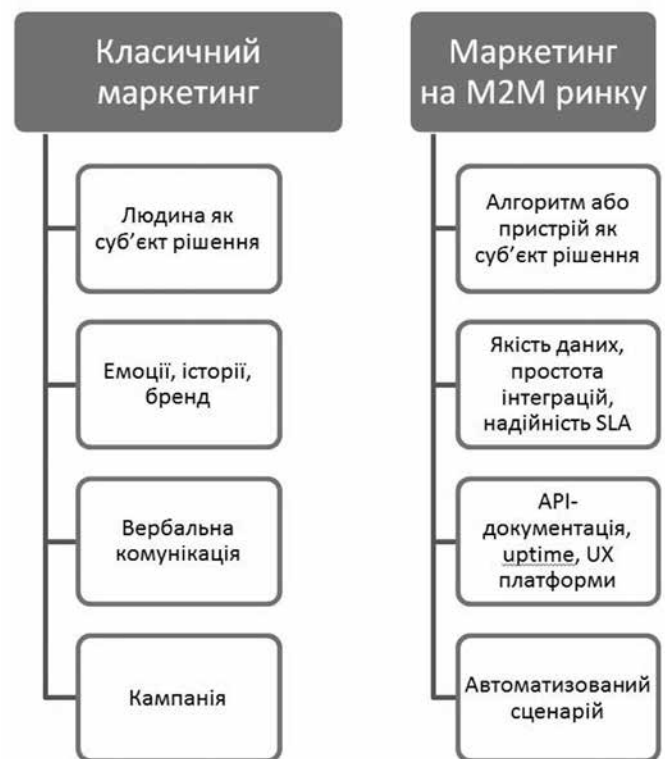 Класичний
маркетинг
Людина як
суб’єкт рішення
Емоції, історії,
бренд
Вербальна
комунікація
Кампанія
Маркетинг
на М2М ринку
Алгоритм або
пристрій як
суб’єкт рішення
Якість даних,
простота
інтеграцій,
надійність SLA
API-
документація,
uptime, UX
платформи
Автоматизований
сценарій